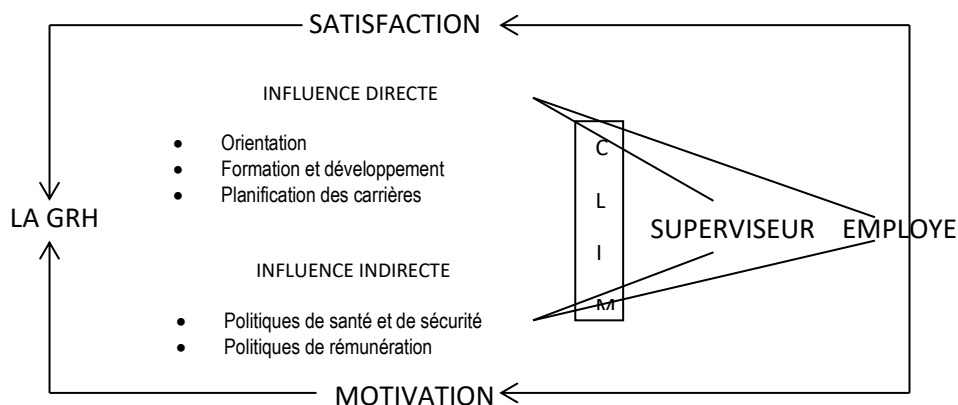 SATISFACTION
INFLUENCE DIRECTE
• Orientation
• Formation et développement
• Planification des carrières
LA GRH
C
L
I
M
SUPERVISEUR
EMPLOYE
INFLUENCE INDIRECTE
• Politiques de santé et de sécurité
• Politiques de rémunération
MOTIVATION